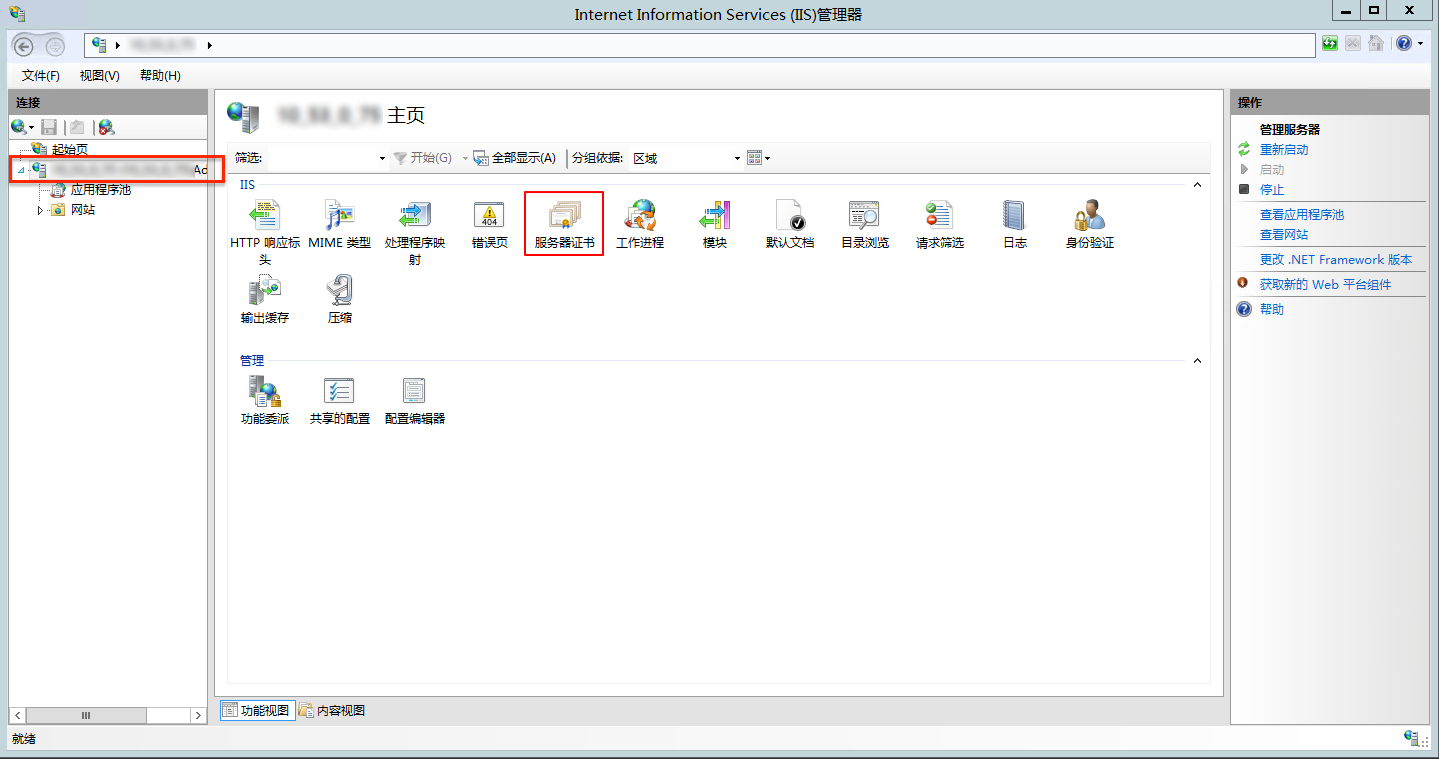 Internet Information Services (IIS)管理器
文件(F) 视图(V) 帮助(H)
连接
起始页
Ad
应用程序池
网站
主页
筛选: 开始(G) 全部显示(A) 分组依据: 区域
IIS
HTTP 响应标头
MIME 类型
处理程序映射
404
错误页
服务器证书
工作进程
模块
默认文档
目录浏览
请求筛选
日志
身份验证
输出缓存
压缩
管理
功能委派
共享的配置
配置编辑器
功能视图 内容视图
操作
管理服务器
重新启动
启动
停止
查看应用程序池
查看网站
更改 .NET Framework 版本
获取新的 Web 平台组件
帮助
就绪